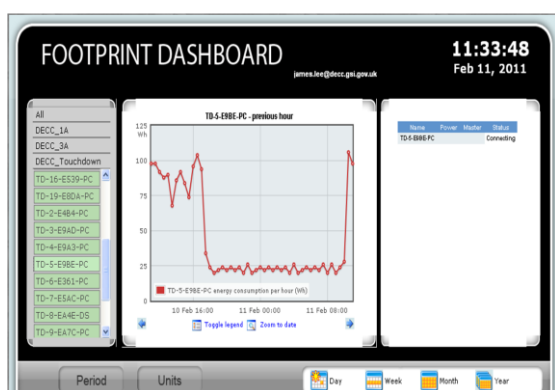 FOOTPRINT DASHBOARD
james.lee@decc.gsi.gov.uk
11:33:48
Feb 11, 2011
All
DECC_1A
DECC_3A
DECC_Touchdown
TD-16-E539-PC
TD-19-E8DA-PC
TD-2-E4B4-PC
TD-3-E9AD-PC
TD-4-E9A3-PC
TD-5-E9BE-PC
TD-6-E361-PC
TD-7-E5AC-PC
TD-8-EA4E-DS
TD-9-EA7C-PC
TD-5-E9BE-PC - previous hour
125
Wh
100
75
50
25
0
TD-5-E9BE-PC energy consumption per hour (Wh)
10 Feb 16:00 11 Feb 00:00 11 Feb 08:00
Toggle legend Zoom to date
Name Power Master Status
TD-5-E9BE-PC Connecting
Period Units
Day Week Month Year